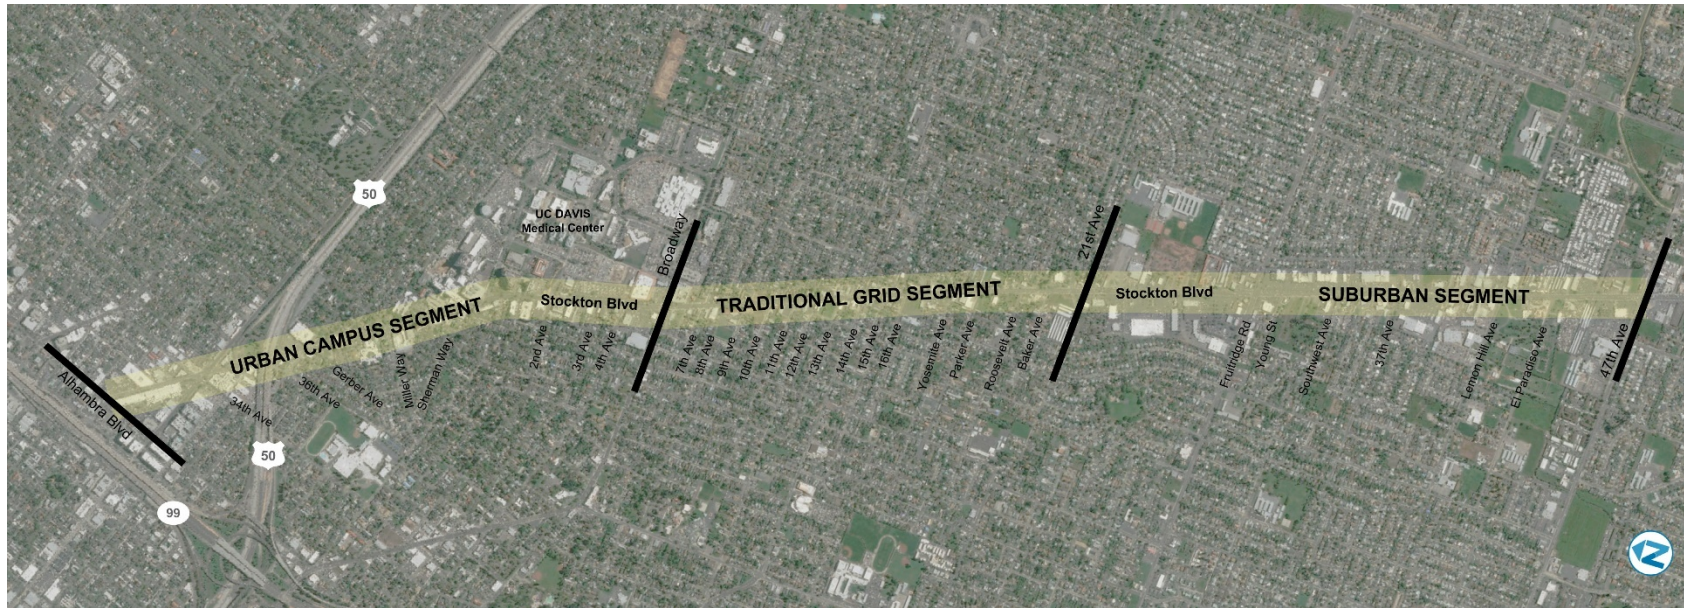 50
UC DAVIS
Medical Center
Broadway
21st Ave
Stockton Blvd
TRADITIONAL GRID SEGMENT
Stockton Blvd
SUBURBAN SEGMENT
URBAN CAMPUS SEGMENT
Alhambra Blvd
34th Ave
36th Ave
Gerber Ave
Miller Way
Sherman Way
2nd Ave
3rd Ave
4th Ave
7th Ave
8th Ave
9th Ave
10th Ave
11th Ave
12th Ave
13th Ave
14th Ave
15th Ave
16th Ave
Yosemite Ave
Parker Ave
Roosevelt Ave
Baker Ave
Fruitridge Rd
Young St
Southwest Ave
37th Ave
Lemon Hill Ave
El Paradiso Ave
47th Ave
50
99
Z